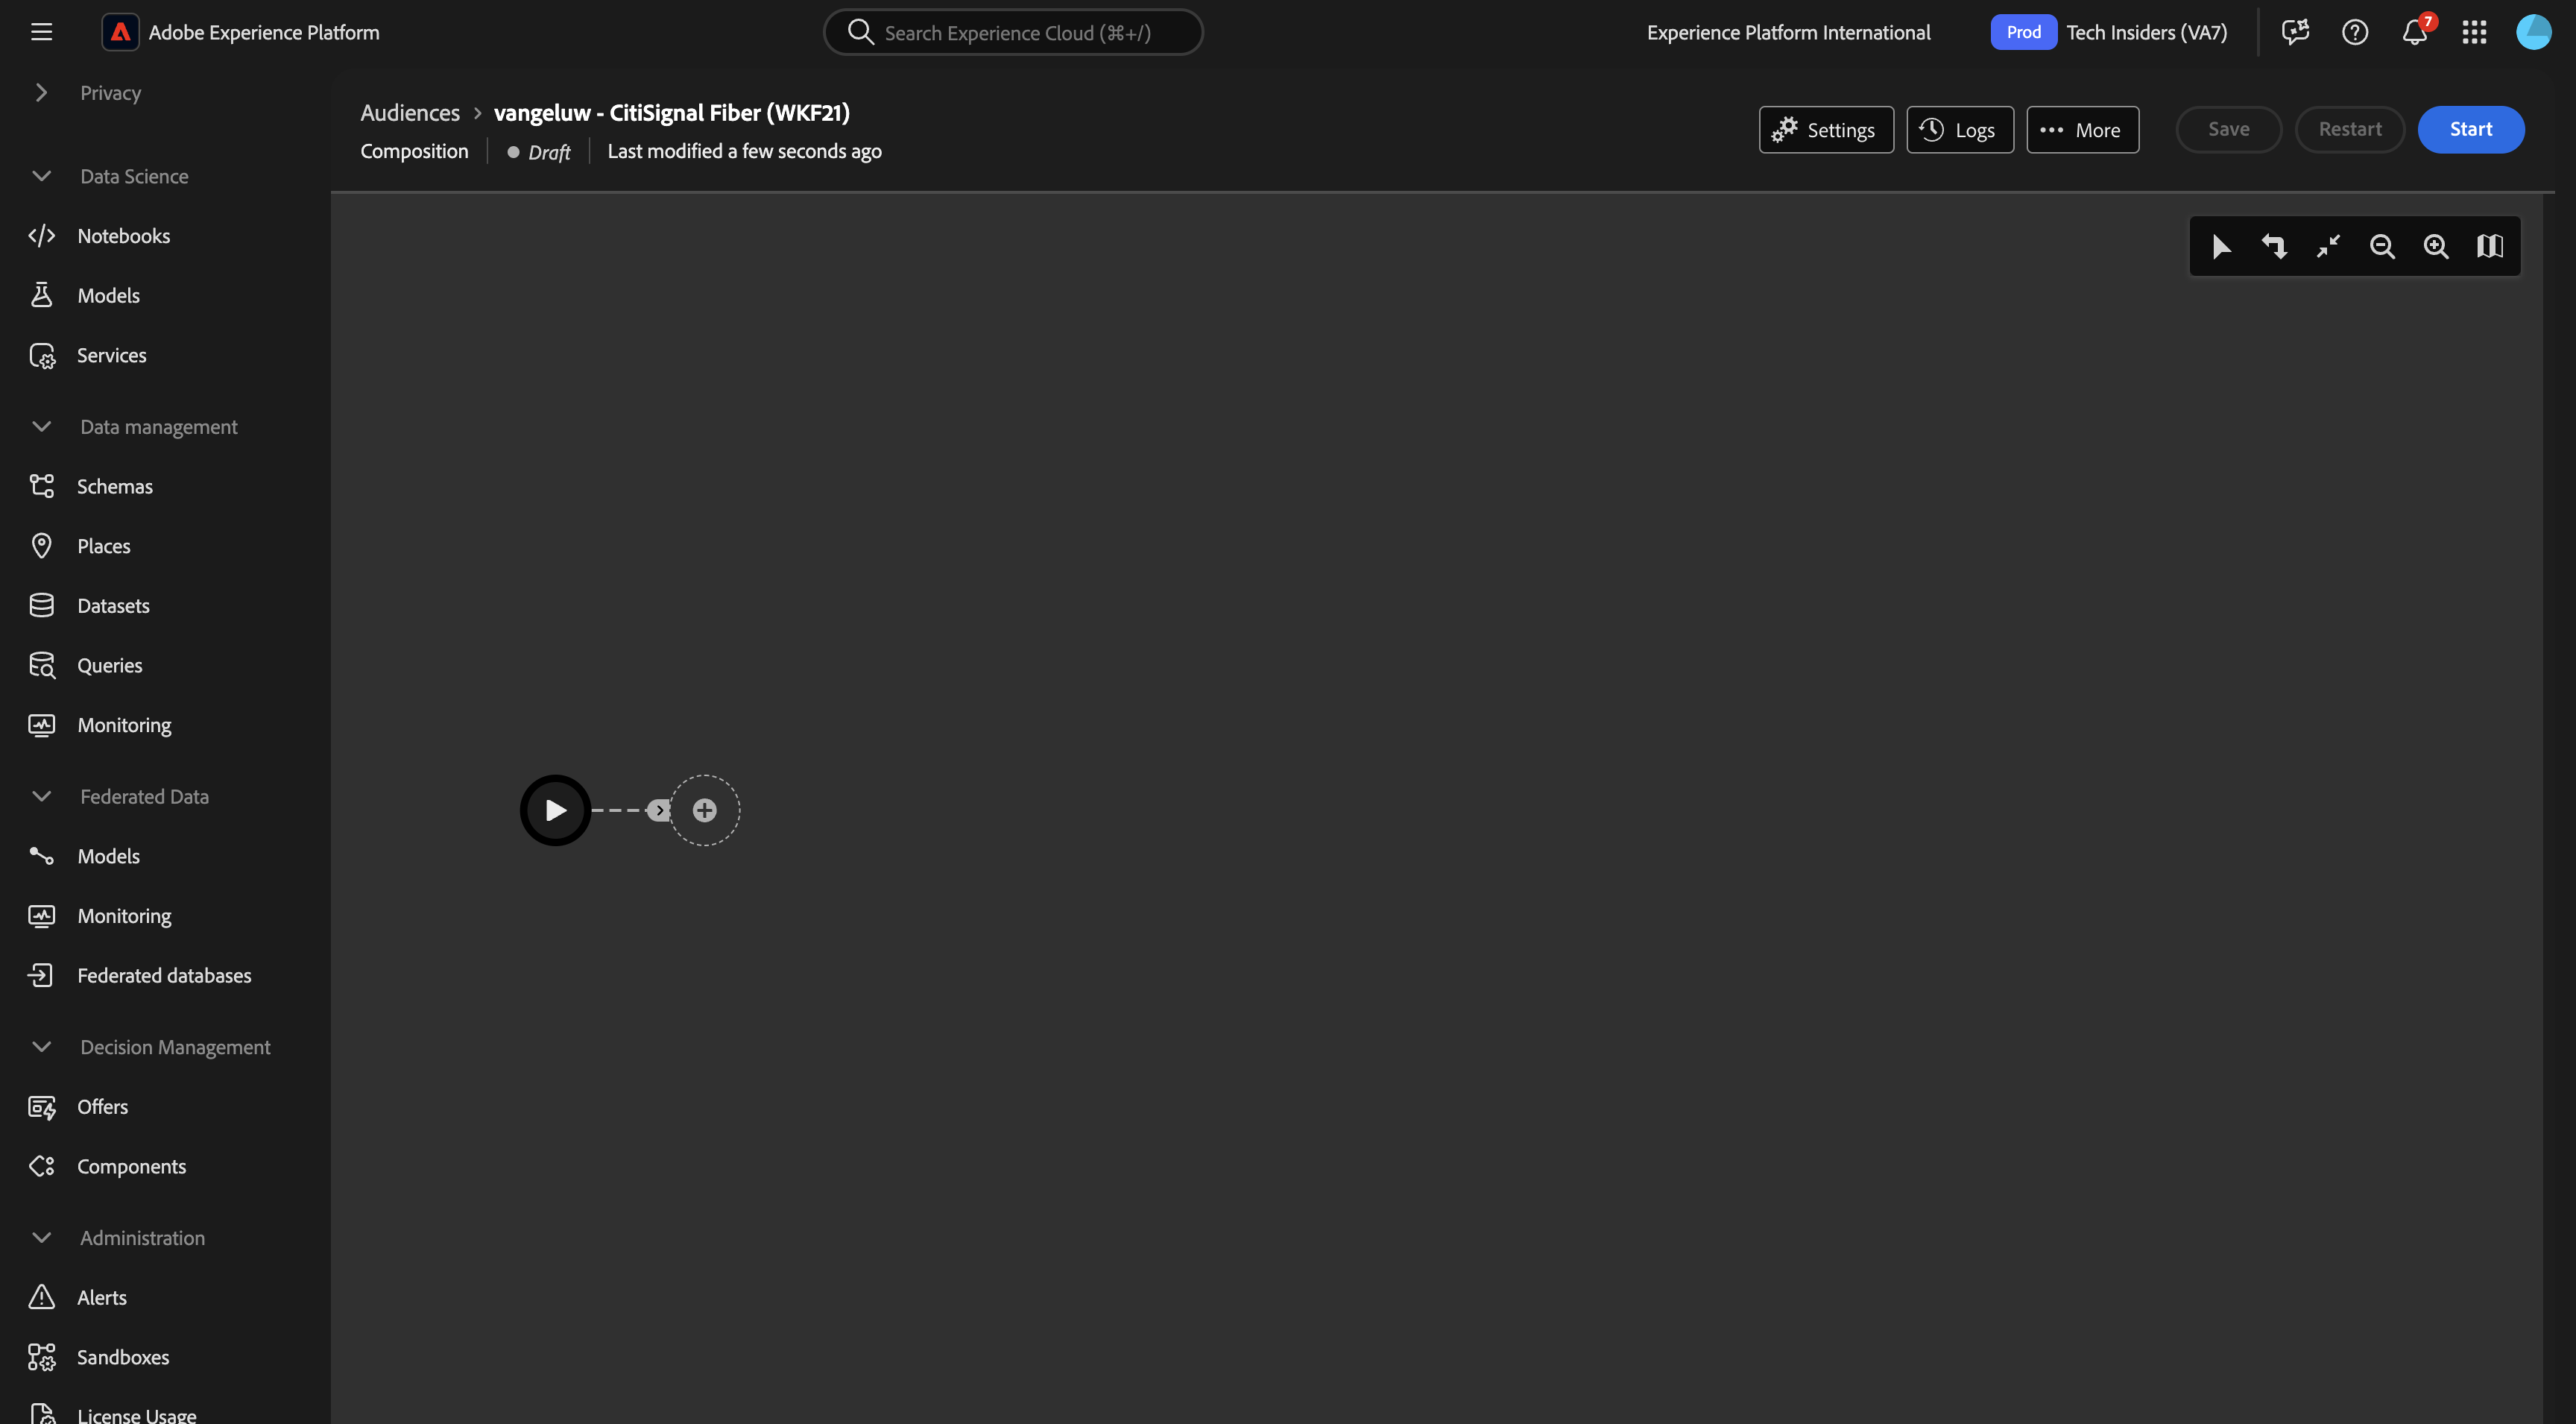 Adobe Experience Platform
Search Experience Cloud (⌘+/)
Experience Platform International
Prod
Tech Insiders (VA7)
7
Privacy
Data Science
Notebooks
Models
Services
Data management
Schemas
Places
Datasets
Queries
Monitoring
Federated Data
Models
Monitoring
Federated databases
Decision Management
Offers
Components
Administration
Alerts
Sandboxes
License Usage
Audiences > vangeluw - CitiSignal Fiber (WKF21)
Composition
Draft
Last modified a few seconds ago
Settings
Logs
More
Save
Restart
Start